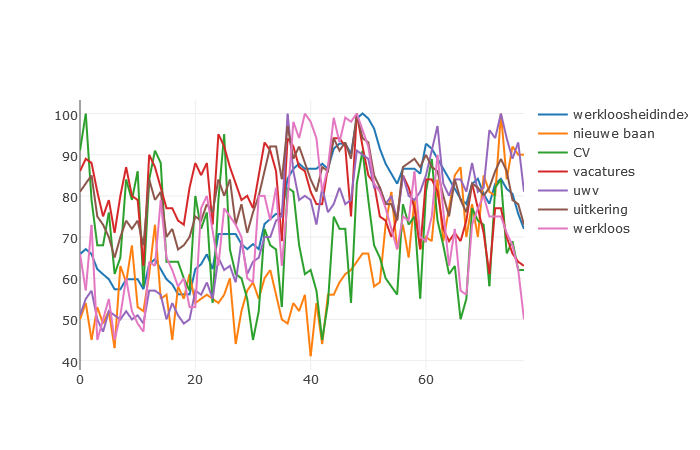 100
90
80
70
60
50
40
0
20
40
60
werkloosheidindex
nieuwe baan
CV
vacatures
uwv
uitkering
werkloos